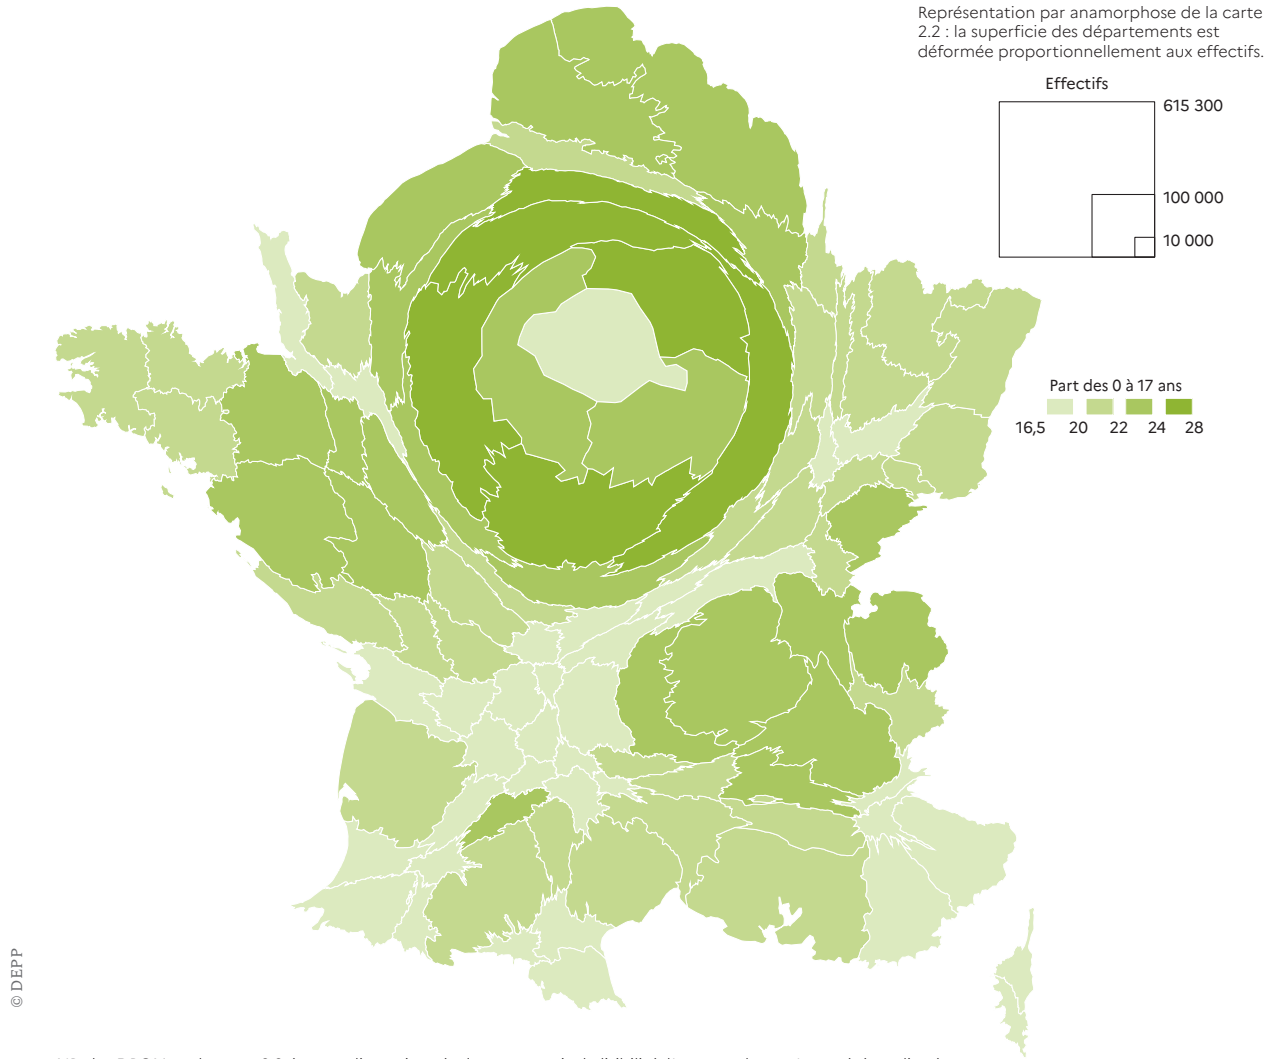 Représentation par anamorphose de la carte
2.2 : la superficie des départements est
déformée proportionnellement aux effectifs.
Effectifs
615 300
100 000
10 000
Part des 0 à 17 ans
16,5 20 22 24 28
© DEPP